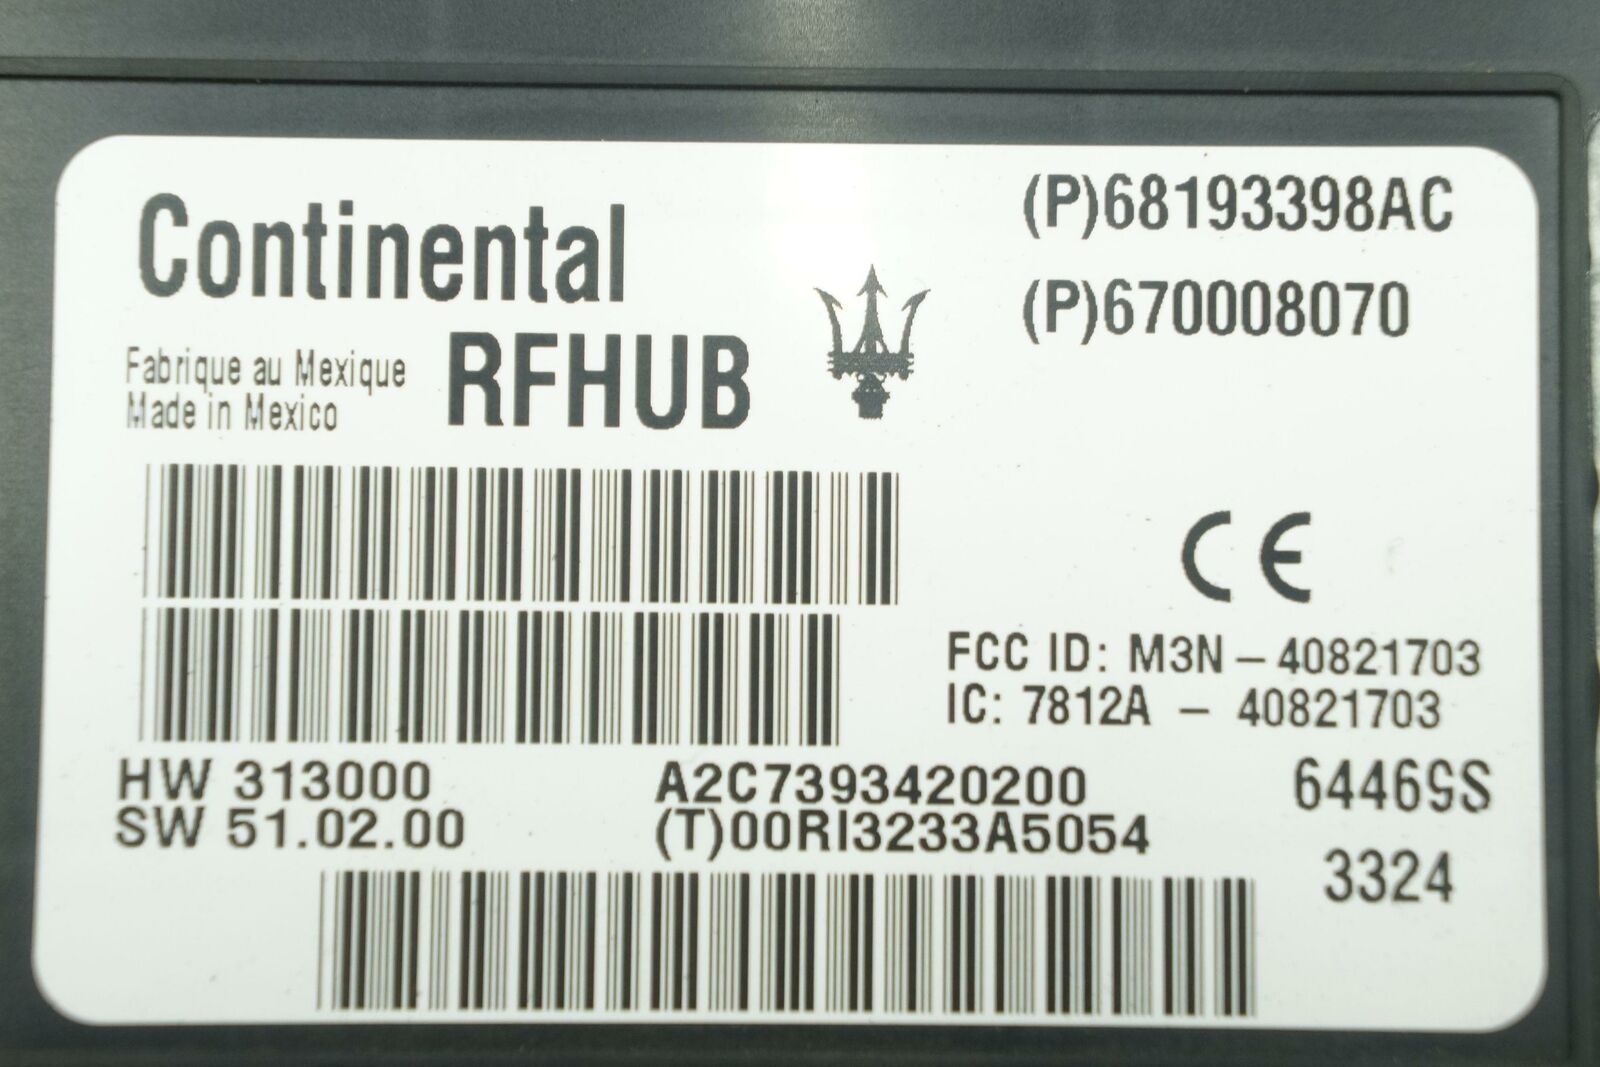 Continental
RFHUB
Fabrique au Mexique
Made in Mexico
(P)68193398AC
(P)670008070
CE
FCC ID: M3N-40821703
IC: 7812A - 40821703
HW 313000
SW 51.02.00
A2C7393420200
(T)00RI3233A5054
3324